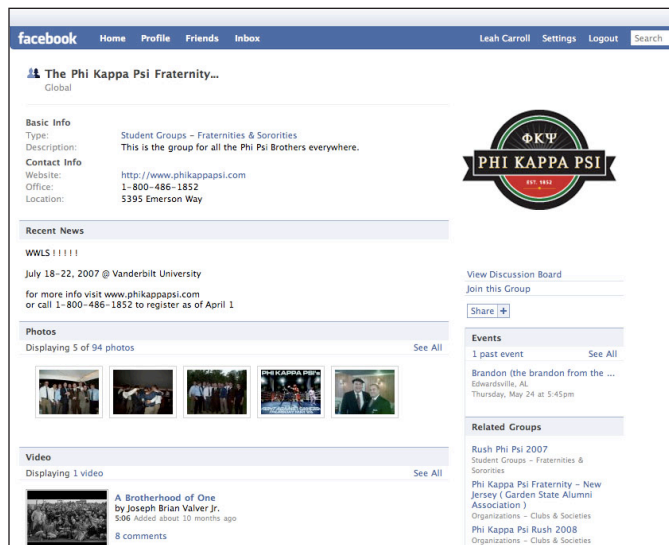 facebook Home Profile Friends Inbox Leah Carroll Settings Logout Search
The Phi Kappa Psi Fraternity...
Global
Basic Info
Type: Student Groups - Fraternities & Sororities
Description: This is the group for all the Phi Psi Brothers everywhere.
Contact Info
Website: http://www.phikappapsi.com
Office: 1-800-486-1852
Location: 5395 Emerson Way
ΦΚΨ
PHI KAPPA PSI
EST. 1852
Recent News
WWLS ! ! ! ! !
July 18-22, 2007 @ Vanderbilt University
for more info visit www.phikappapsi.com
or call 1-800-486-1852 to register as of April 1
View Discussion Board
Join this Group
Share +
Photos
Displaying 5 of 94 photos See All
PHI KAPPA PSI's
Events
1 past event See All
Brandon (the brandon from the ...
Edwardsville, AL
Thursday, May 24 at 5:45pm
Related Groups
Rush Phi Psi 2007
Student Groups - Fraternities &
Sororities
Phi Kappa Psi Fraternity - New
Jersey ( Garden State Alumni
Association )
Organizations - Clubs & Societies
Phi Kappa Psi Rush 2008
Organizations - Clubs & Societies
Video
Displaying 1 video See All
A Brotherhood of One
by Joseph Brian Valver Jr.
5:06 Added about 10 months ago
8 comments